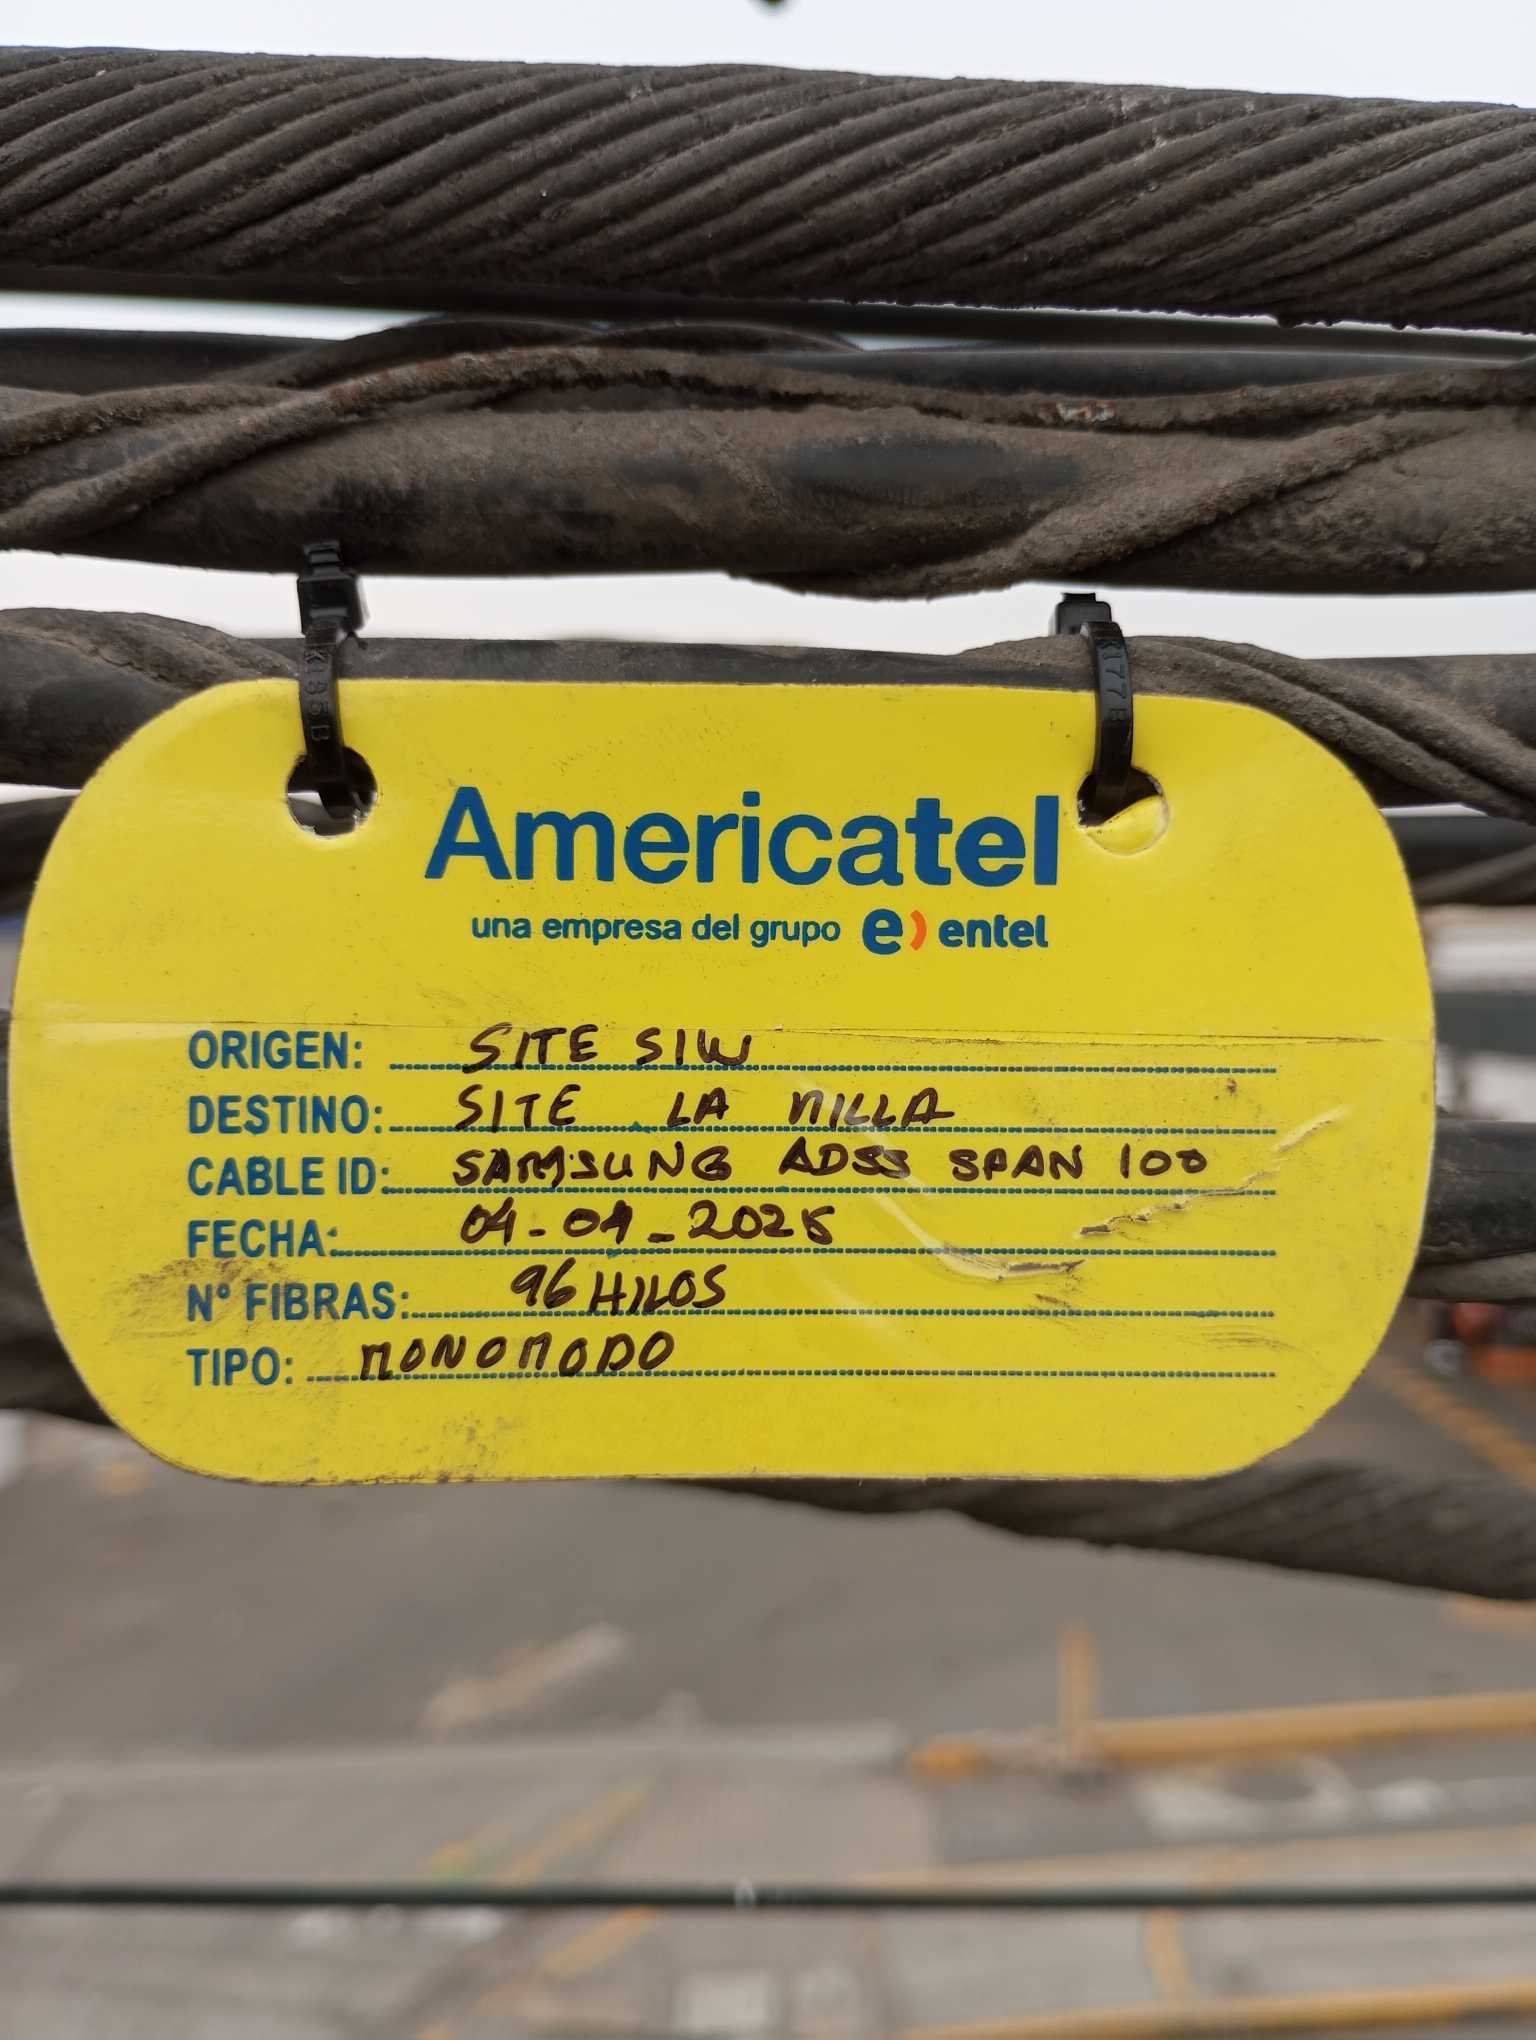 Americatel
una empresa del grupo e) entel
ORIGEN: SITE SIW
DESTINO: SITE LA MILLA
CABLE ID: SAMSUNG ADSS SPAN 100
FECHA: 04-04-2025
N° FIBRAS: 96 HILOS
TIPO: MONOMODO